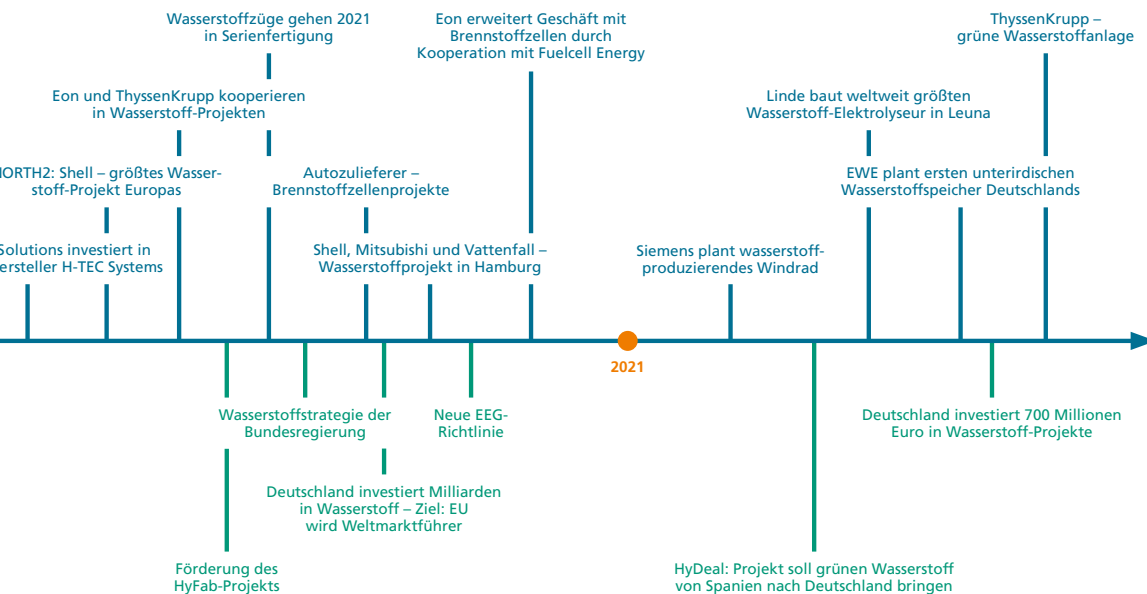 Wasserstoffzüge gehen 2021
in Serienfertigung
Eon erweitert Geschäft mit
Brennstoffzellen durch
Kooperation mit Fuelcell Energy
ThyssenKrupp –
grüne Wasserstoffanlage
Eon und ThyssenKrupp kooperieren
in Wasserstoff-Projekten
Linde baut weltweit größten
Wasserstoff-Elektrolyseur in Leuna
ORTH2: Shell – größtes Wasser-
stoff-Projekt Europas
Autozulieferer –
Brennstoffzellenprojekte
EWE plant ersten unterirdischen
Wasserstoffspeicher Deutschlands
Solutions investiert in
ersteller H-TEC Systems
Shell, Mitsubishi und Vattenfall –
Wasserstoffprojekt in Hamburg
Siemens plant wasserstoff-
produzierendes Windrad
2021
Wasserstoffstrategie der
Bundesregierung
Neue EEG-
Richtlinie
Deutschland investiert 700 Millionen
Euro in Wasserstoff-Projekte
Deutschland investiert Milliarden
in Wasserstoff – Ziel: EU
wird Weltmarktführer
Förderung des
HyFab-Projekts
HyDeal: Projekt soll grünen Wasserstoff
von Spanien nach Deutschland bringen